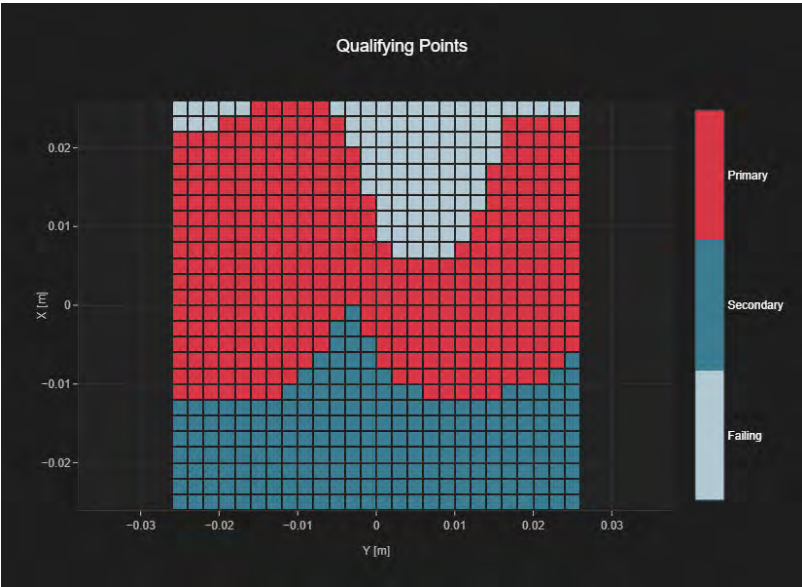 Qualifying Points
0.02
0.01
0
−0.01
−0.02
X [m]
−0.03
−0.02
−0.01
0
0.01
0.02
0.03
Y [m]
Primary
Secondary
Failing